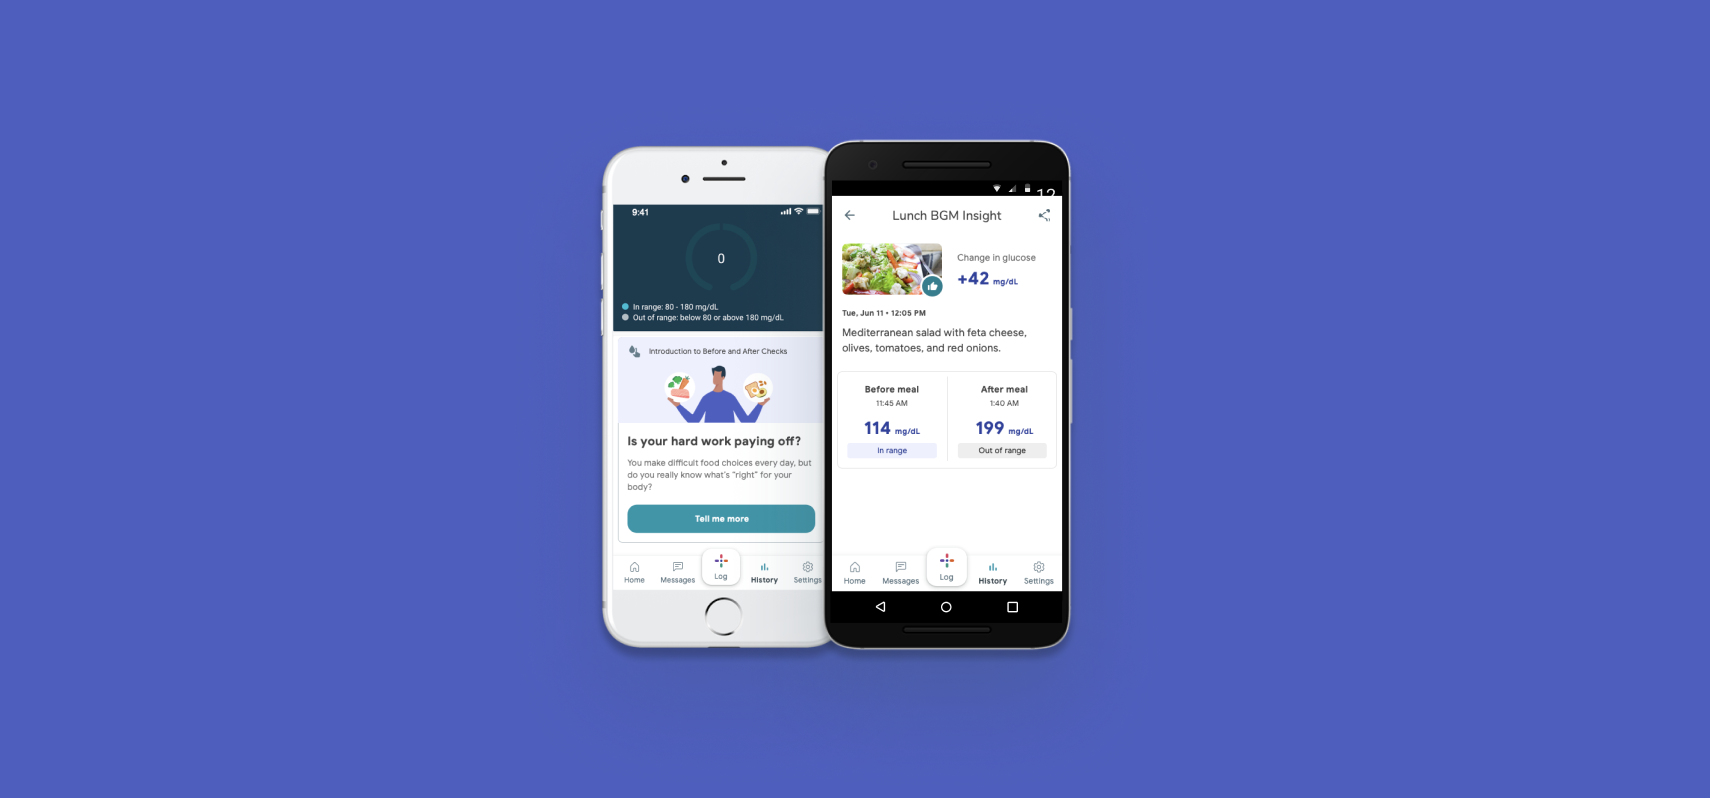 9:41
0
In range: 80 - 180 mg/dL
Out of range: below 80 or above 180 mg/dL
Introduction to Before and After Checks
Is your hard work paying off?
You make difficult food choices every day, but
do you really know what's "right" for your
body?
Tell me more
Home
Messages
Log
History
Settings
12
Lunch BGM Insight
Change in glucose
+42 mg/dL
Tue, Jun 11 • 12:05 PM
Mediterranean salad with feta cheese,
olives, tomatoes, and red onions.
Before meal
11:45 AM
114 mg/dL
In range
After meal
1:40 AM
199 mg/dL
Out of range
Home
Messages
Log
History
Settings